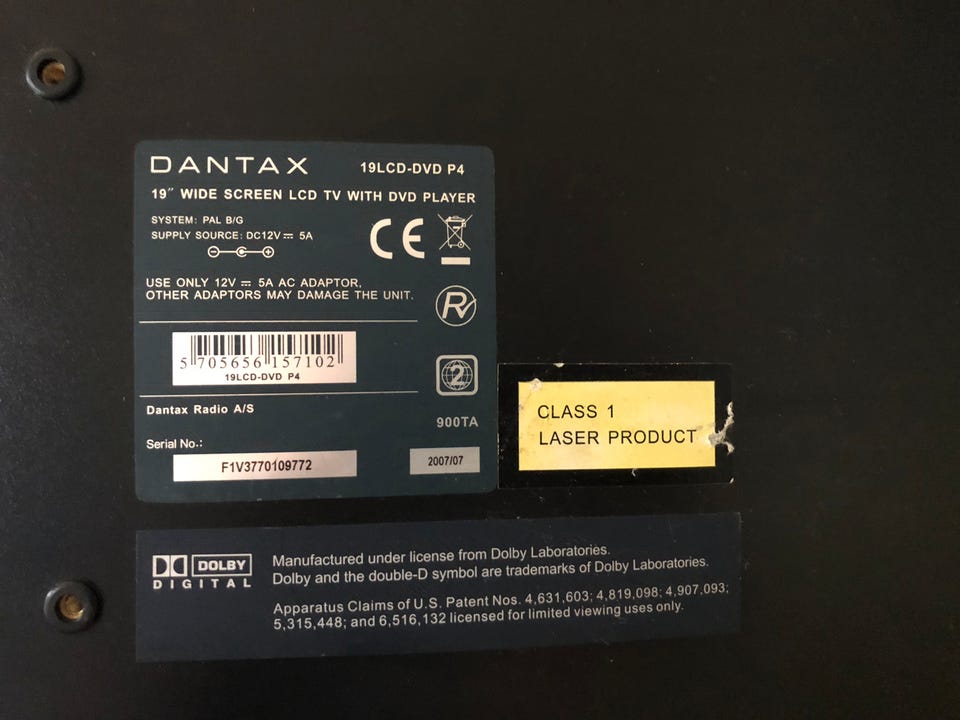 DANTAX 19LCD-DVD P4
19″ WIDE SCREEN LCD TV WITH DVD PLAYER
SYSTEM: PAL B/G
SUPPLY SOURCE: DC12V ⎓ 5A
CE
USE ONLY 12V ⎓ 5A AC ADAPTOR,
OTHER ADAPTORS MAY DAMAGE THE UNIT.
RV
5 705656 157102
19LCD-DVD P4
2
Dantax Radio A/S
900TA
Serial No.:
F1V3770109772
2007/07
CLASS 1
LASER PRODUCT
DOLBY
DIGITAL
Manufactured under license from Dolby Laboratories.
Dolby and the double-D symbol are trademarks of Dolby Laboratories.
Apparatus Claims of U.S. Patent Nos. 4,631,603; 4,819,098; 4,907,093;
5,315,448; and 6,516,132 licensed for limited viewing uses only.